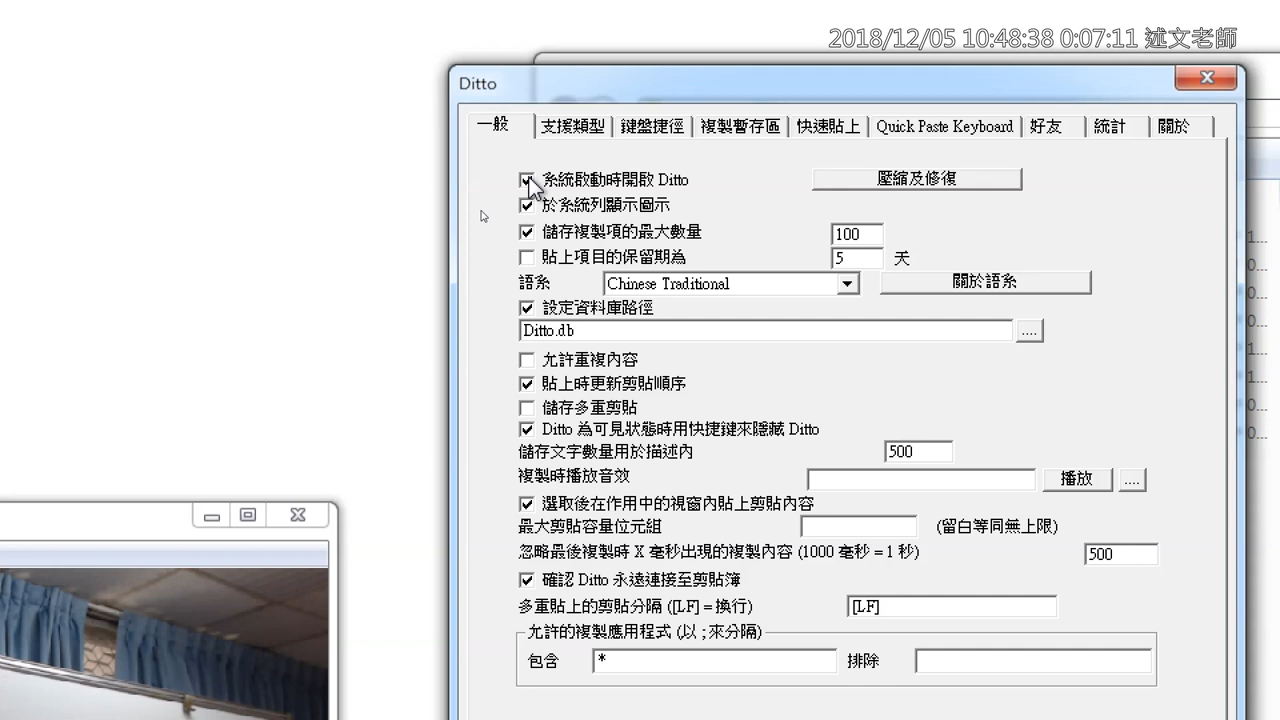 2018/12/05 10:48:38 0:07:11 述文老師
Ditto
一般 支援類型 鍵盤捷徑 複製暫存區 快速貼上 Quick Paste Keyboard 好友 統計 關於
系統啟動時開啟 Ditto 壓縮及修復
於系統列顯示圖示
儲存複製項的最大數量 100
貼上項目的保留期為 5 天
語系 Chinese Traditional 關於語系
設定資料庫路徑
Ditto.db ....
允許重複內容
貼上時更新剪貼順序
儲存多重剪貼
Ditto 為可見狀態時用快捷鍵來隱藏 Ditto
儲存文字數量用於描述內 500
複製時播放音效 播放 ....
選取後在作用中的視窗內貼上剪貼內容
最大剪貼容量位元組 (留白等同無上限)
忽略最後複製時 X 毫秒出現的複製內容 (1000 毫秒 = 1 秒) 500
確認 Ditto 永遠連接至剪貼簿
多重貼上的剪貼分隔 ([LF] = 換行) [LF]
允許的複製應用程式 (以 ; 來分隔)
包含 * 排除